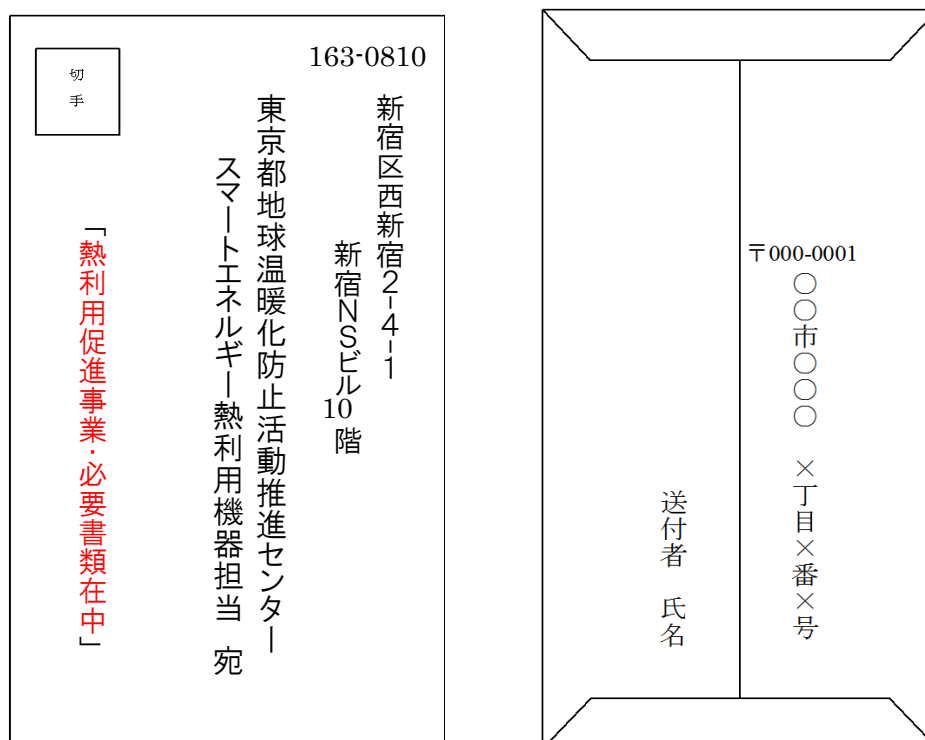 163-0810
新宿区西新宿2-4-1
新宿NSビル10階
東京都地球温暖化防止活動推進センター
スマートエネルギー熱利用機器担当 宛
切手
「熱利用促進事業・必要書類在中」
〒000-0001
〇〇市〇〇〇 ×丁目×番×号
送付者 氏名